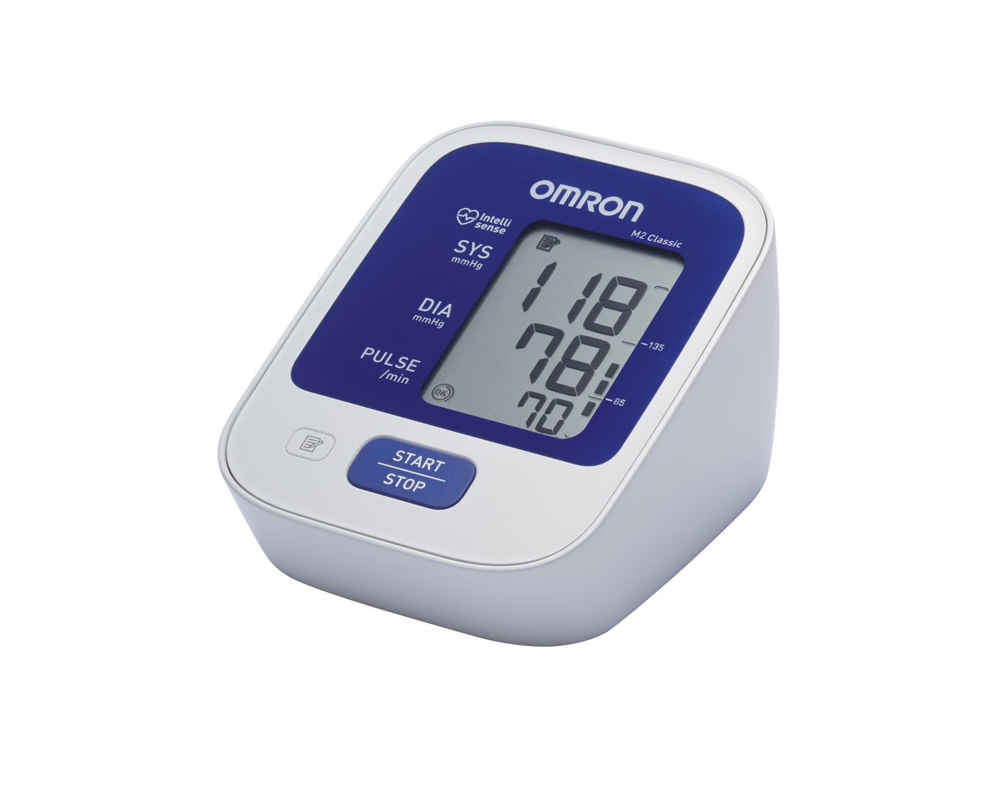 OMRON
M2 Classic
Intelli
sense
SYS
mmHg
118
135
DIA
mmHg
78
85
PULSE
/min
OK
70
START
STOP